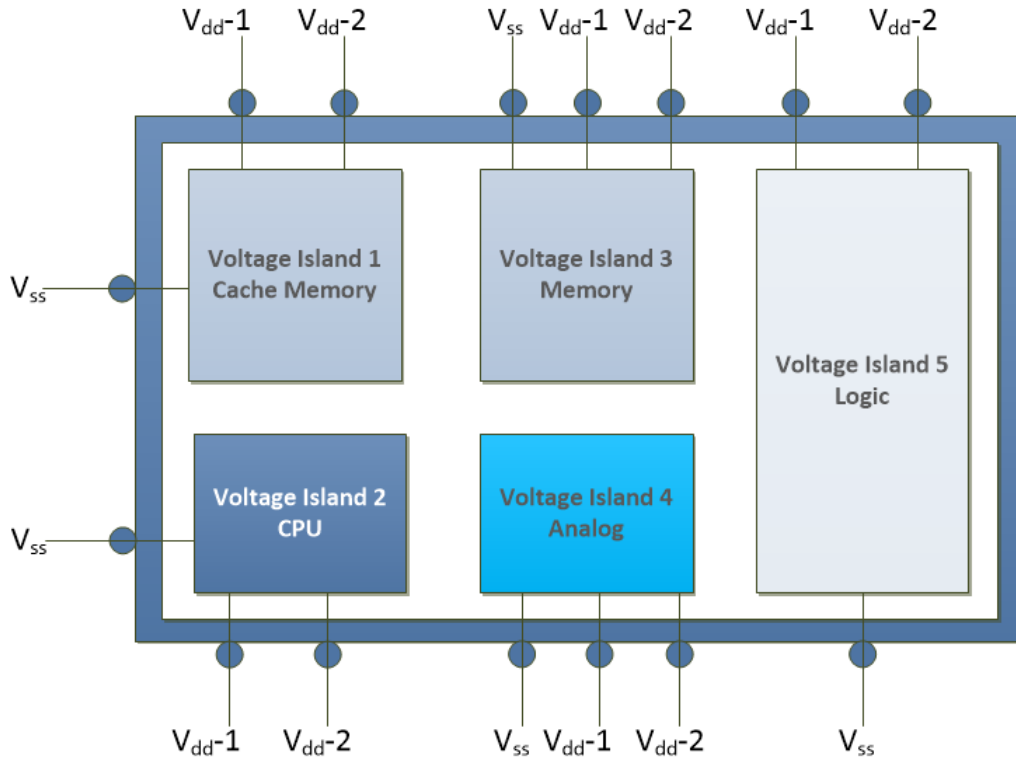 Vdd-1 Vdd-2 Vss Vdd-1 Vdd-2 Vdd-1 Vdd-2
Voltage Island 1
Cache Memory
Voltage Island 3
Memory
Vss
Voltage Island 5
Logic
Voltage Island 2
CPU
Voltage Island 4
Analog
Vss
Vdd-1 Vdd-2 Vss Vdd-1 Vdd-2 Vss